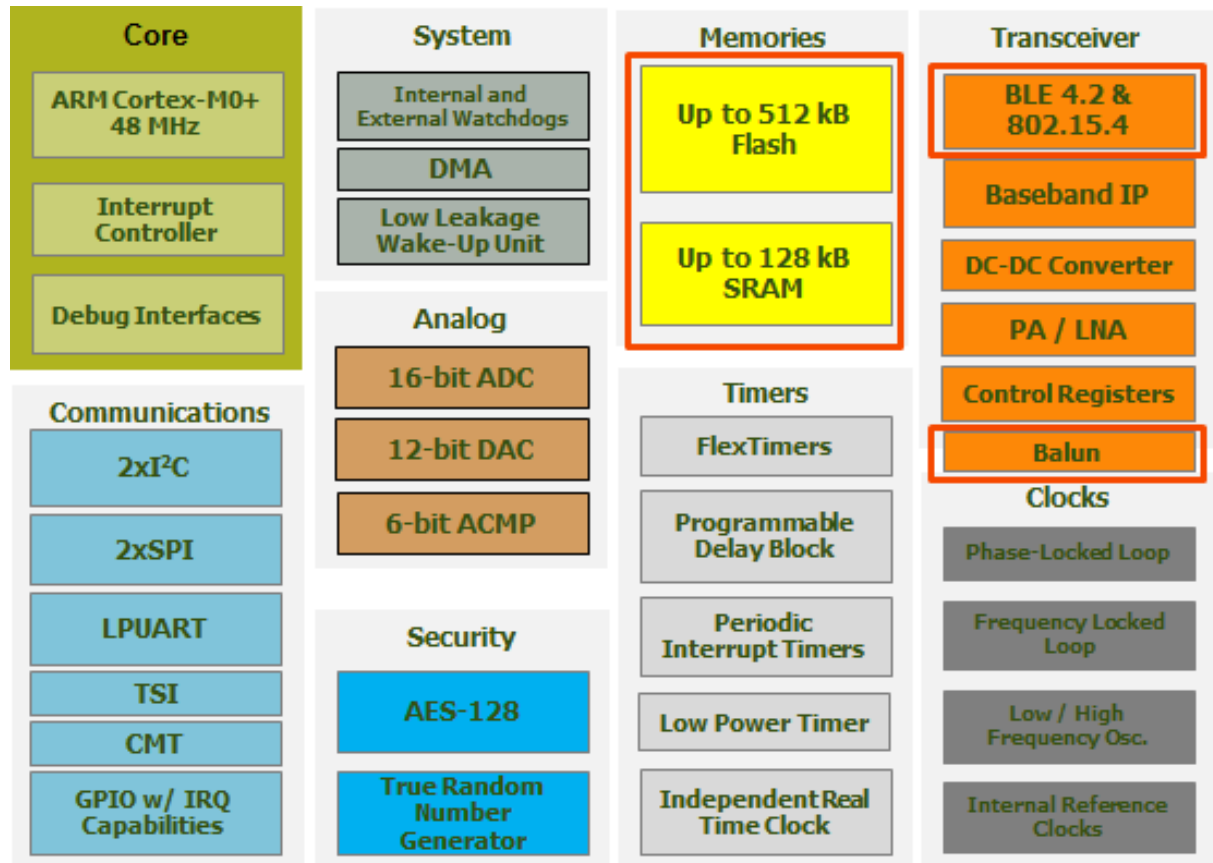 Core
ARM Cortex-M0+
48 MHz
Interrupt
Controller
Debug Interfaces
Communications
2xI²C
2xSPI
LPUART
TSI
CMT
GPIO w/ IRQ
Capabilities
System
Internal and
External Watchdogs
DMA
Low Leakage
Wake-Up Unit
Analog
16-bit ADC
12-bit DAC
6-bit ACMP
Security
AES-128
True Random
Number
Generator
Memories
Up to 512 kB
Flash
Up to 128 kB
SRAM
Timers
FlexTimers
Programmable
Delay Block
Periodic
Interrupt Timers
Low Power Timer
Independent Real
Time Clock
Transceiver
BLE 4.2 &
802.15.4
Baseband IP
DC-DC Converter
PA / LNA
Control Registers
Balun
Clocks
Phase-Locked Loop
Frequency Locked
Loop
Low / High
Frequency Osc.
Internal Reference
Clocks